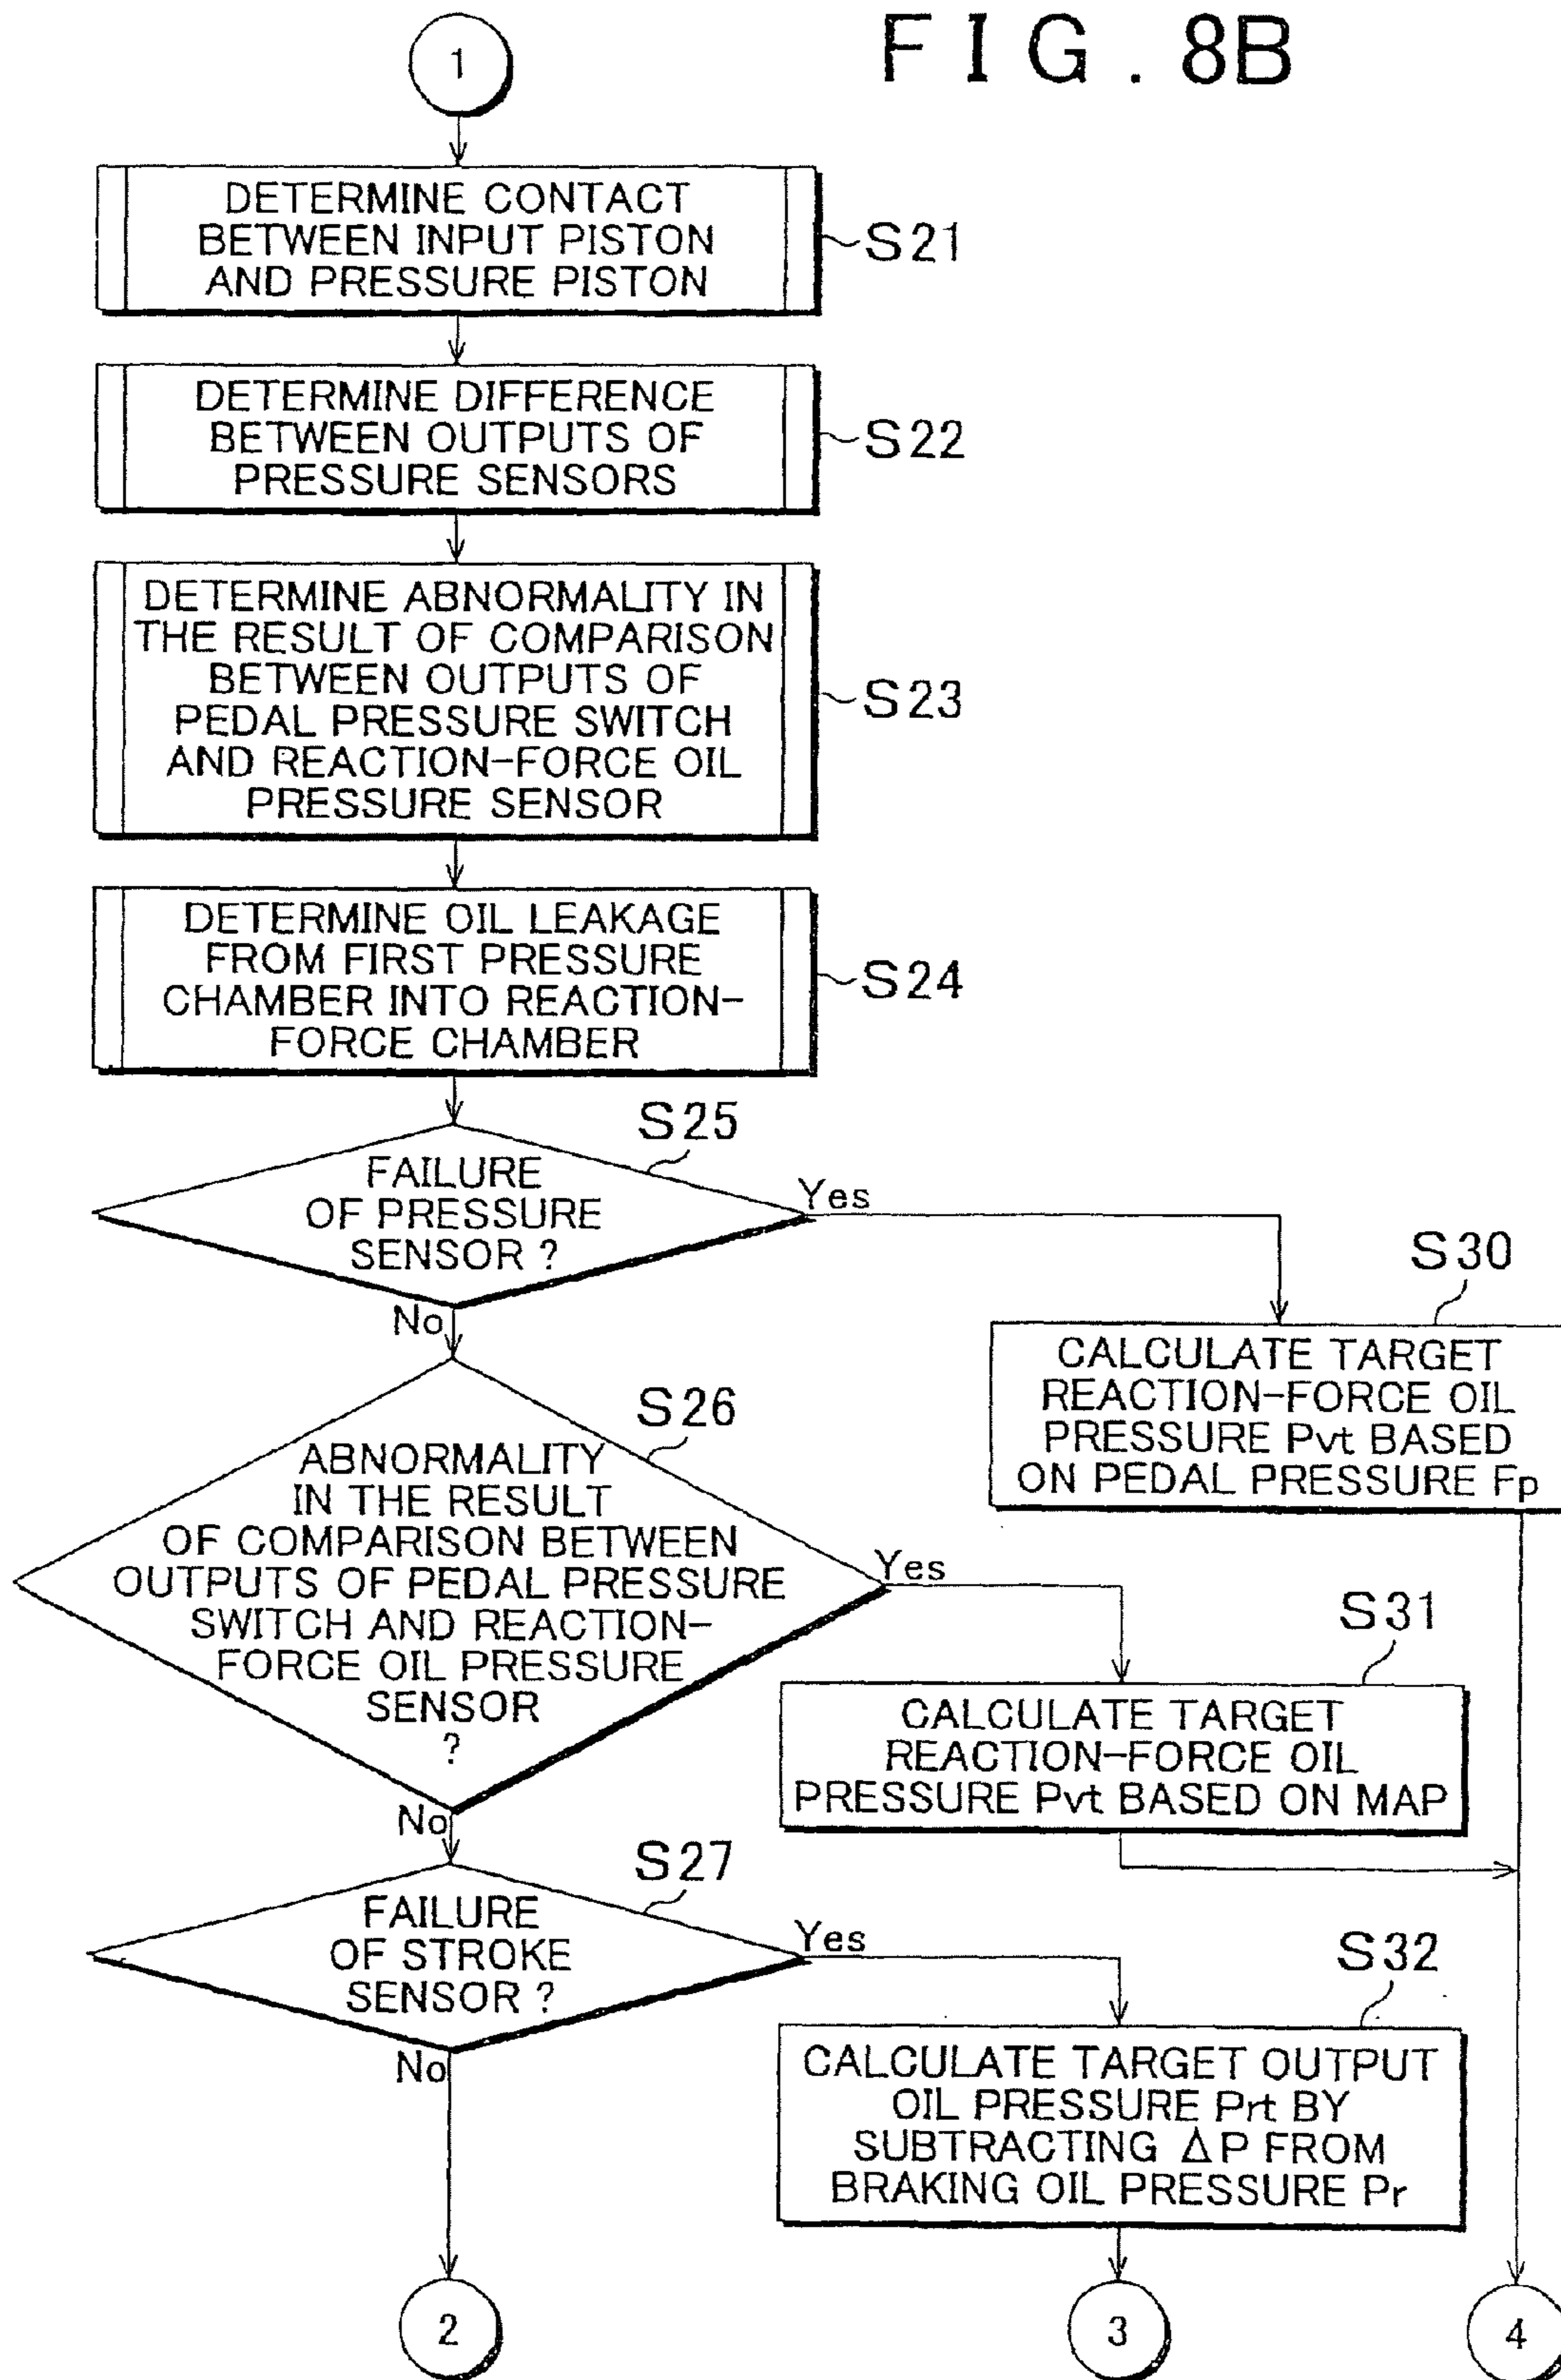 FIG. 8B
1
DETERMINE CONTACT
BETWEEN INPUT PISTON
AND PRESSURE PISTON
S21
DETERMINE DIFFERENCE
BETWEEN OUTPUTS OF
PRESSURE SENSORS
S22
DETERMINE ABNORMALITY IN
THE RESULT OF COMPARISON
BETWEEN OUTPUTS OF
PEDAL PRESSURE SWITCH
AND REACTION-FORCE OIL
PRESSURE SENSOR
S23
DETERMINE OIL LEAKAGE
FROM FIRST PRESSURE
CHAMBER INTO REACTION-
FORCE CHAMBER
S24
S25
FAILURE
OF PRESSURE
SENSOR ?
Yes
No
S30
CALCULATE TARGET
REACTION-FORCE OIL
PRESSURE Pvt BASED
ON PEDAL PRESSURE Fp
S26
ABNORMALITY
IN THE RESULT
OF COMPARISON BETWEEN
OUTPUTS OF PEDAL PRESSURE
SWITCH AND REACTION-
FORCE OIL PRESSURE
SENSOR
?
Yes
No
S31
CALCULATE TARGET
REACTION-FORCE OIL
PRESSURE Pvt BASED ON MAP
S27
FAILURE
OF STROKE
SENSOR ?
Yes
No
S32
CALCULATE TARGET OUTPUT
OIL PRESSURE Prt BY
SUBTRACTING ΔP FROM
BRAKING OIL PRESSURE Pr
2
3
4